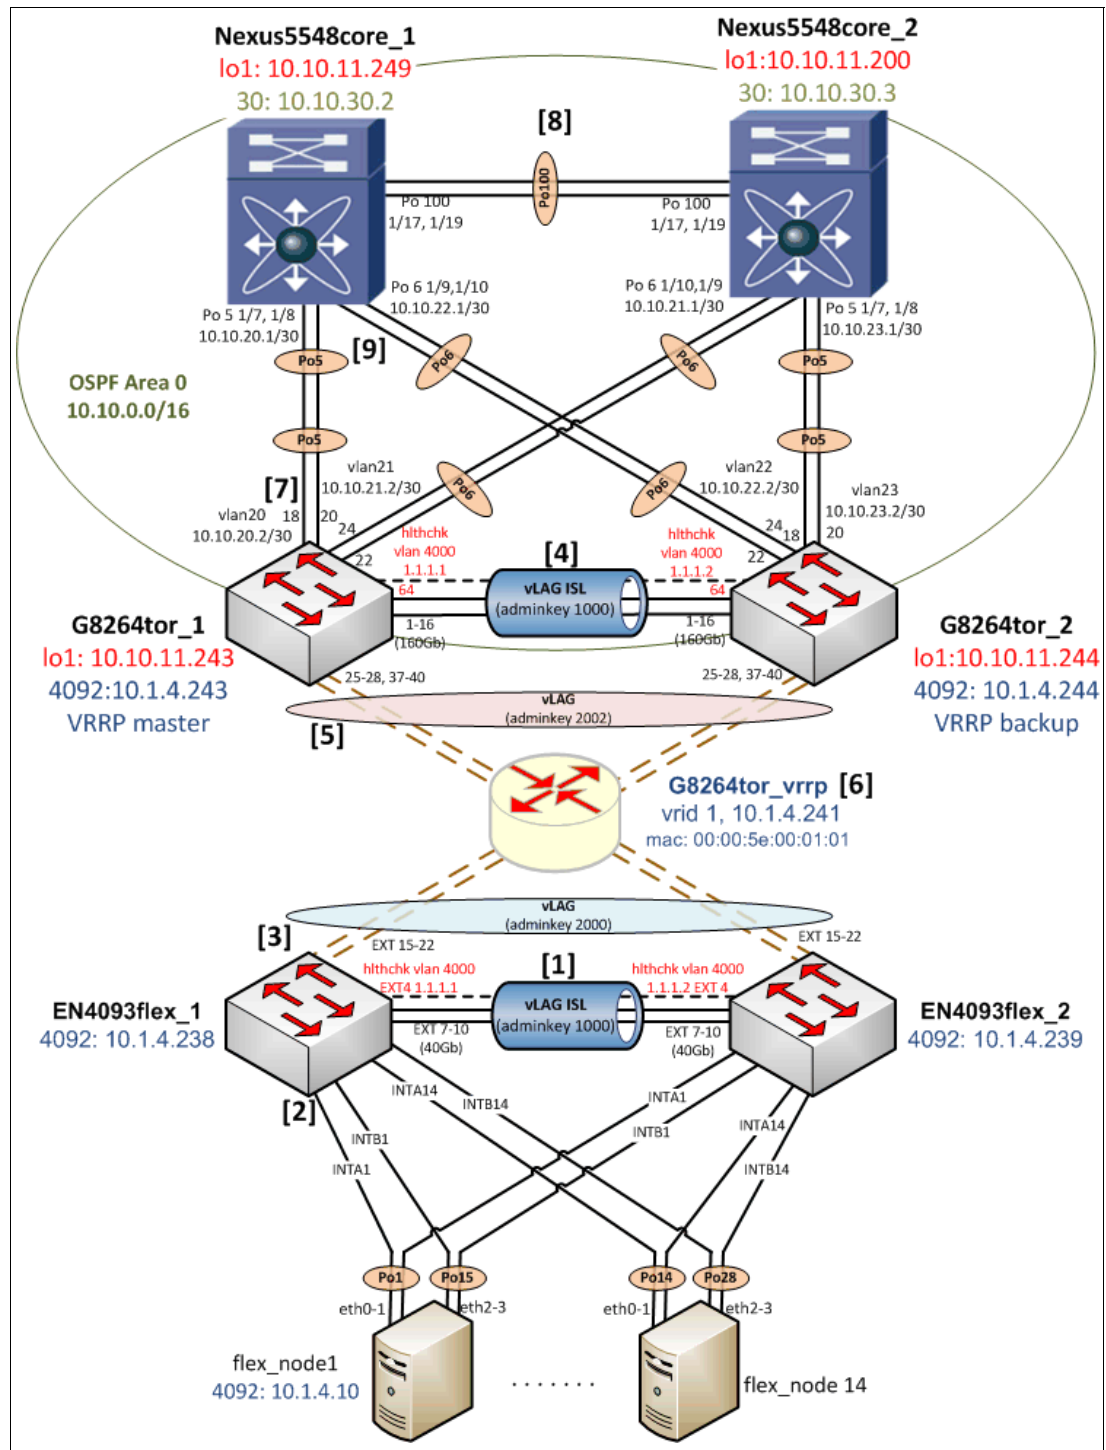 Nexus5548core_1
lo1: 10.10.11.249
30: 10.10.30.2
Nexus5548core_2
lo1:10.10.11.200
30: 10.10.30.3
[8]
Po100
Po 100
1/17, 1/19
Po 100
1/17, 1/19
Po 6 1/9,1/10
10.10.22.1/30
Po 6 1/10,1/9
10.10.21.1/30
Po 5 1/7, 1/8
10.10.20.1/30
Po 5 1/7, 1/8
10.10.23.1/30
[9]
Po5
Po6
Po6
Po5
OSPF Area 0
10.10.0.0/16
Po5
Po6
Po6
Po5
[7]
vlan21
10.10.21.2/30
vlan22
10.10.22.2/30
vlan23
10.10.23.2/30
vlan20
10.10.20.2/30
18
20
24
22
24
18
20
22
hlthchk
vlan 4000
1.1.1.1
64
[4]
hlthchk
vlan 4000
1.1.1.2
64
vLAG ISL
(adminkey 1000)
1-16
(160Gb)
1-16
(160Gb)
G8264tor_1
lo1: 10.10.11.243
4092:10.1.4.243
VRRP master
G8264tor_2
lo1:10.10.11.244
4092: 10.1.4.244
VRRP backup
25-28, 37-40
25-28, 37-40
vLAG
(adminkey 2002)
[5]
G8264tor_vrrp [6]
vrid 1, 10.1.4.241
mac: 00:00:5e:00:01:01
vLAG
(adminkey 2000)
[3]
EXT 15-22
EXT 15-22
hlthchk vlan 4000
EXT4 1.1.1.1
[1]
hlthchk vlan 4000
1.1.1.2 EXT 4
vLAG ISL
(adminkey 1000)
EXT 7-10
(40Gb)
EXT 7-10
(40Gb)
EN4093flex_1
4092: 10.1.4.238
EN4093flex_2
4092: 10.1.4.239
[2]
INTA14
INTB14
INTA1
INTB1
INTA14
INTB14
INTB1
INTA1
Po1
Po15
Po14
Po28
eth0-1
eth2-3
eth0-1
eth2-3
flex_node1
4092: 10.1.4.10
. . . . . . .
flex_node 14